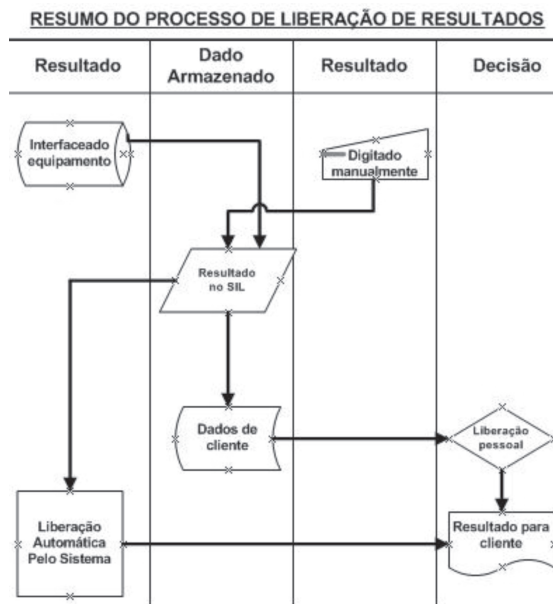 RESUMO DO PROCESSO DE LIBERAÇÃO DE RESULTADOS
Resultado
Dado
Armazenado
Resultado
Decisão
Interfaceado
equipamento
Digitado
manualmente
Resultado
no SIL
Dados de
cliente
Liberação
pessoal
Liberação
Automática
Pelo Sistema
Resultado para
cliente